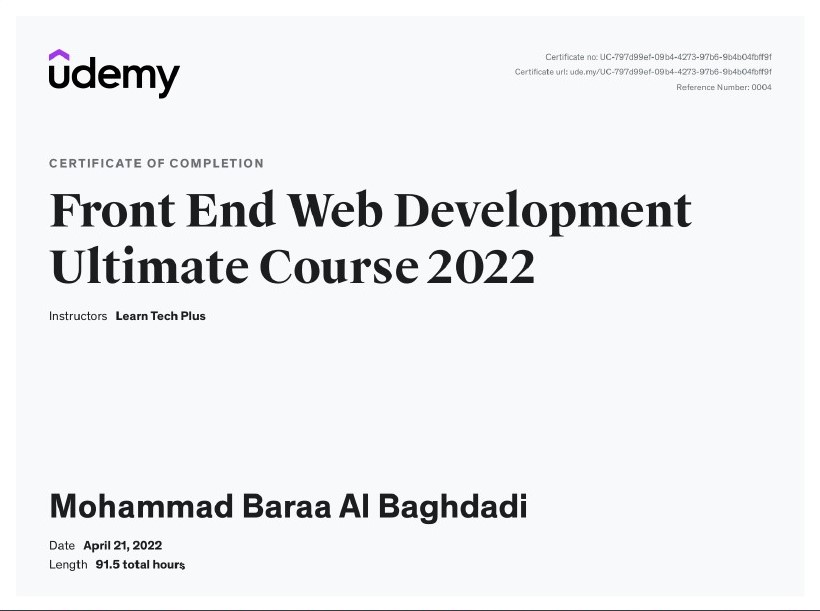 udemy
Certificate no: UC-797d99ef-09b4-4273-97b6-9b4b04fbff9f
Certificate url: ude.my/UC-797d99ef-09b4-4273-97b6-9b4b04fbff9f
Reference Number: 0004
CERTIFICATE OF COMPLETION
Front End Web Development
Ultimate Course 2022
Instructors Learn Tech Plus
Mohammad Baraa Al Baghdadi
Date April 21, 2022
Length 91.5 total hours